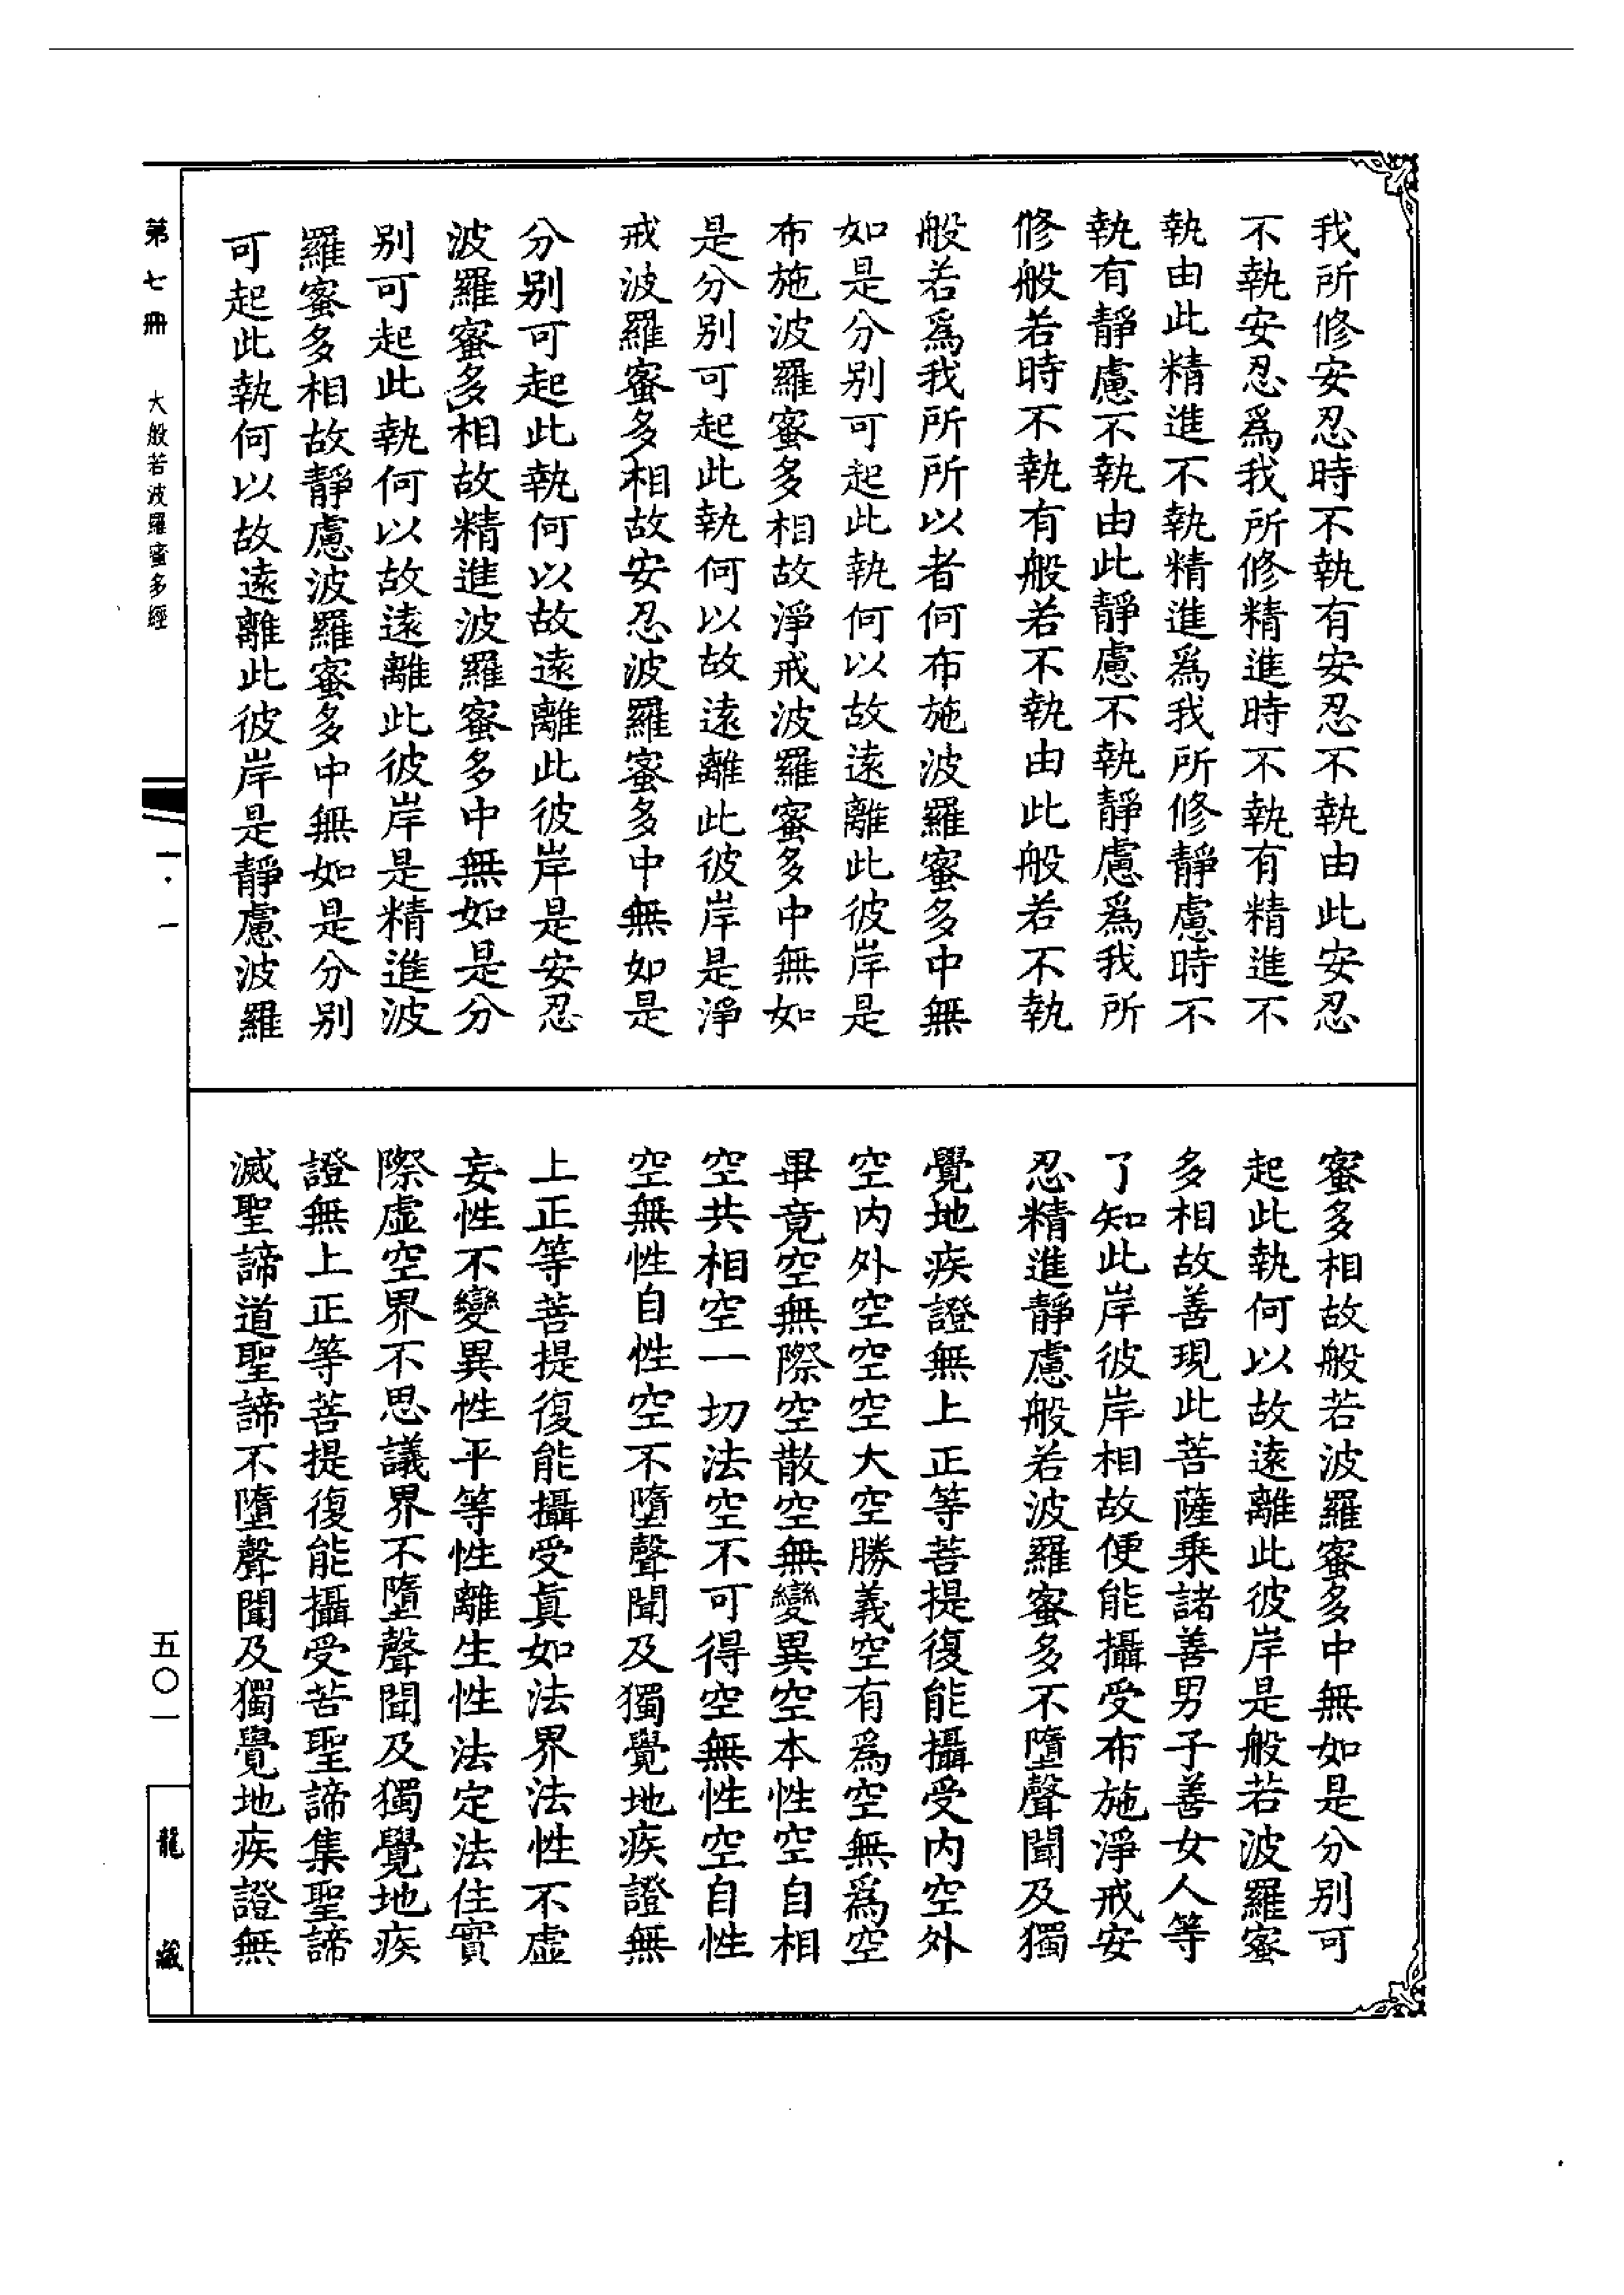 我所修安忍時不執有安忍不執由此安忍
不執安忍爲我所修精進時不執有精進不
執由此精進不執精進爲我所修靜慮時不
執有靜慮不執由此靜慮不執靜慮爲我所
修般若時不執有般若不執由此般若不執
般若爲我所所以者何布施波羅蜜多中無
如是分别可起此執何以故遠離此彼岸是
布施波羅蜜多相故淨戒波羅蜜多中無如
是分别可起此執何以故遠離此彼岸是淨
戒波羅蜜多相故安忍波羅蜜多中無如是
分别可起此執何以故遠離此彼岸是安忍
波羅蜜多相故精進波羅蜜多中無如是分
别可起此執何以故遠離此彼岸是精進波
羅蜜多相故靜慮波羅蜜多中無如是分别
可起此執何以故遠離此彼岸是靜慮波羅
蜜多相故般若波羅蜜多中無如是分别可
起此執何以故遠離此彼岸是般若波羅蜜
多相故善現此菩薩乘諸善男子善女人等
了知此岸彼岸相故便能攝受布施淨戒安
忍精進靜慮般若波羅蜜多不墮聲聞及獨
覺地疾證無上正等菩提復能攝受内空外
空内外空空空大空勝義空有爲空無爲空
畢竟空無際空散空無變異空本性空自相
空共相空一切法空不可得空無性空自性
空無性自性空不墮聲聞及獨覺地疾證無
上正等菩提復能攝受眞如法界法性不虛
妄性不變異性平等性離生性法定法住實
際虛空界不思議界不墮聲聞及獨覺地疾
證無上正等菩提復能攝受苦聖諦集聖諦
滅聖諦道聖諦不墮聲聞及獨覺地疾證無
第七冊 大般若波羅蜜多經
一·一
五〇一
龍藏